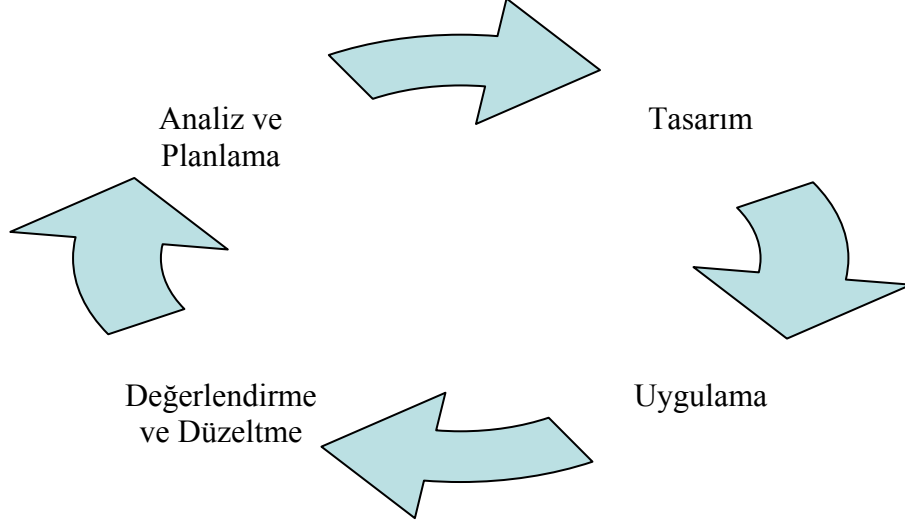 Analiz ve
Planlama
Tasarım
Değerlendirme
ve Düzeltme
Uygulama